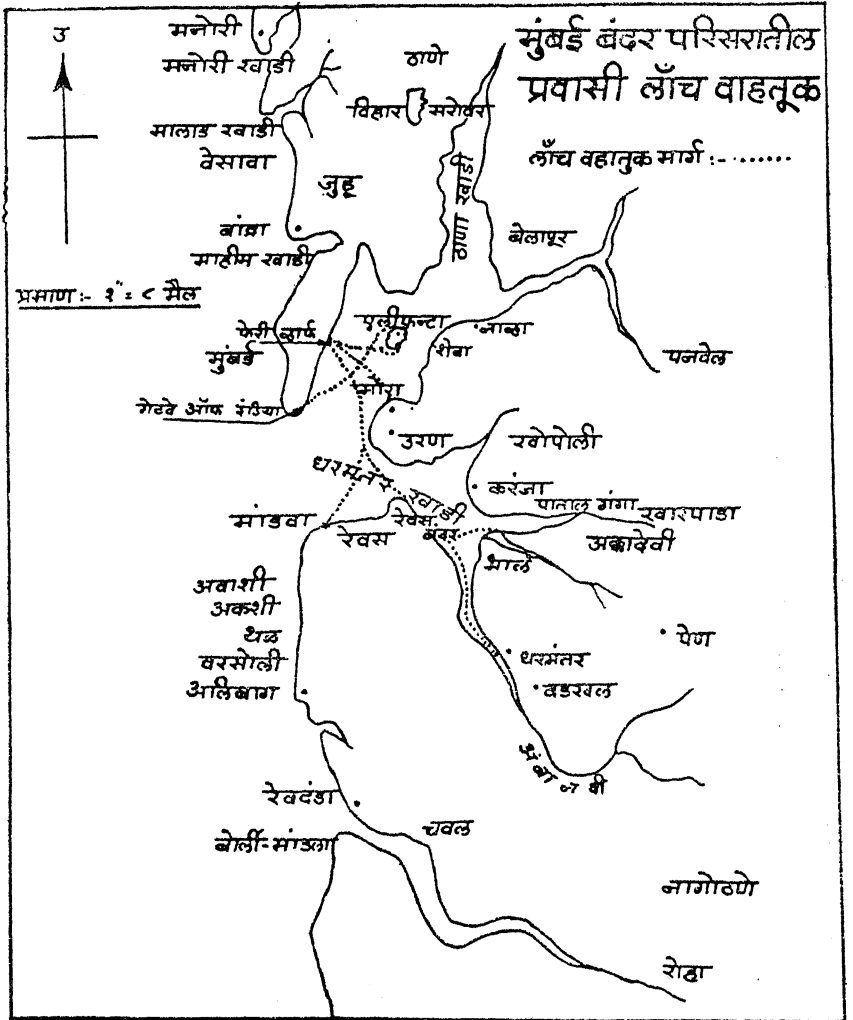 मुंबई बंदर परिसरातील
प्रवासी लाँच वाहतूक
लाँच वहातुक मार्ग :- .......
उ
प्रमाण :- १" = ८ मैल
मनोरी
मनोरी खाडी
ठाणे
विहार सरोवर
मालाड खाडी
वेसावा
जुहू
ठाणा खाडी
बांद्रा
बेलापूर
माहीम खाडी
एलीफन्टा
फेरी व्हार्फ
न्हावा
शेवा
मुंबई
पनवेल
मोरा
गेटवे ऑफ इंडिया
उरण
खोपोली
धरमतर खाडी
करंजा
पाताल गंगा
खारपाडा
मांडवा
रेवस
रेवस बंदर
अक्कादेवी
भाल
अवाशी
अकशी
थळ
वरसोली
अलिबाग
पेण
धरमंतर
वडखल
अंबा नदी
रेवदंडा
चवल
बोर्ली-मांडला
नागोठणे
रोहा